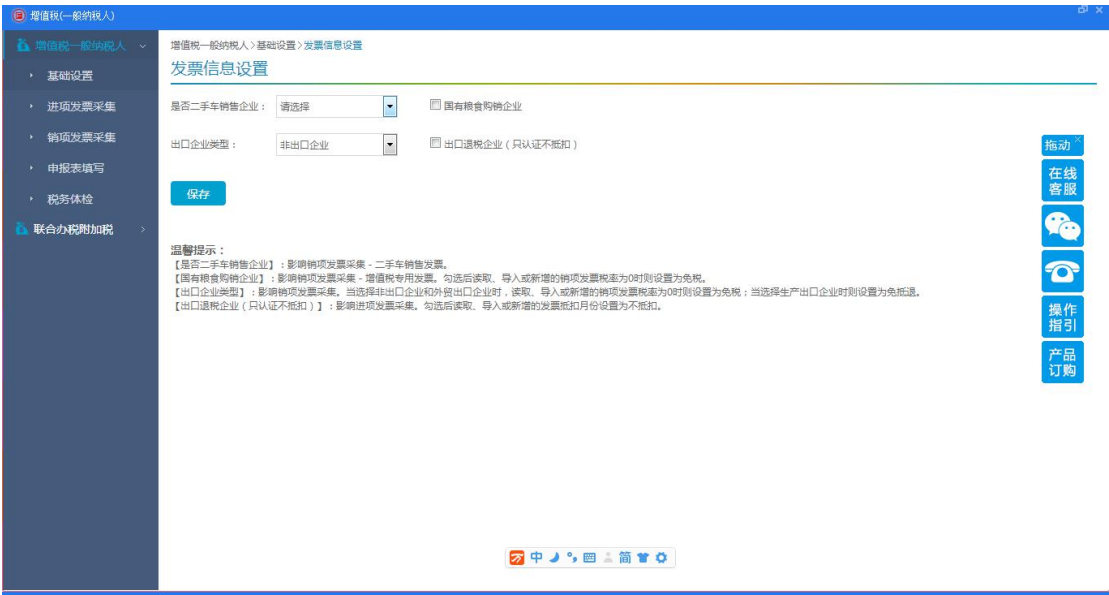 增值税(一般纳税人)
增值税一般纳税人
基础设置
进项发票采集
销项发票采集
申报表填写
税务体检
联合办税附加税
增值税一般纳税人>基础设置>发票信息设置
发票信息设置
是否二手车销售企业: 请选择 国有粮食购销企业
出口企业类型: 非出口企业 出口退税企业(只认证不抵扣)
保存
温馨提示:
【是否二手车销售企业】:影响销项发票采集-二手车销售发票。
【国有粮食购销企业】:影响销项发票采集-增值税专用发票。勾选后读取、导入或新增的销项发票税率为0时则设置为免税。
【出口企业类型】:影响销项发票采集。当选择非出口企业和外贸出口企业时,读取、导入或新增的销项发票税率为0时则设置为免税;当选择生产出口企业时则设置为免抵退。
【出口退税企业(只认证不抵扣)】:影响进项发票采集。勾选后读取、导入或新增的发票抵扣月份设置为不抵扣。
拖动
在线
客服
操作
指引
产品
订购
万 中 简